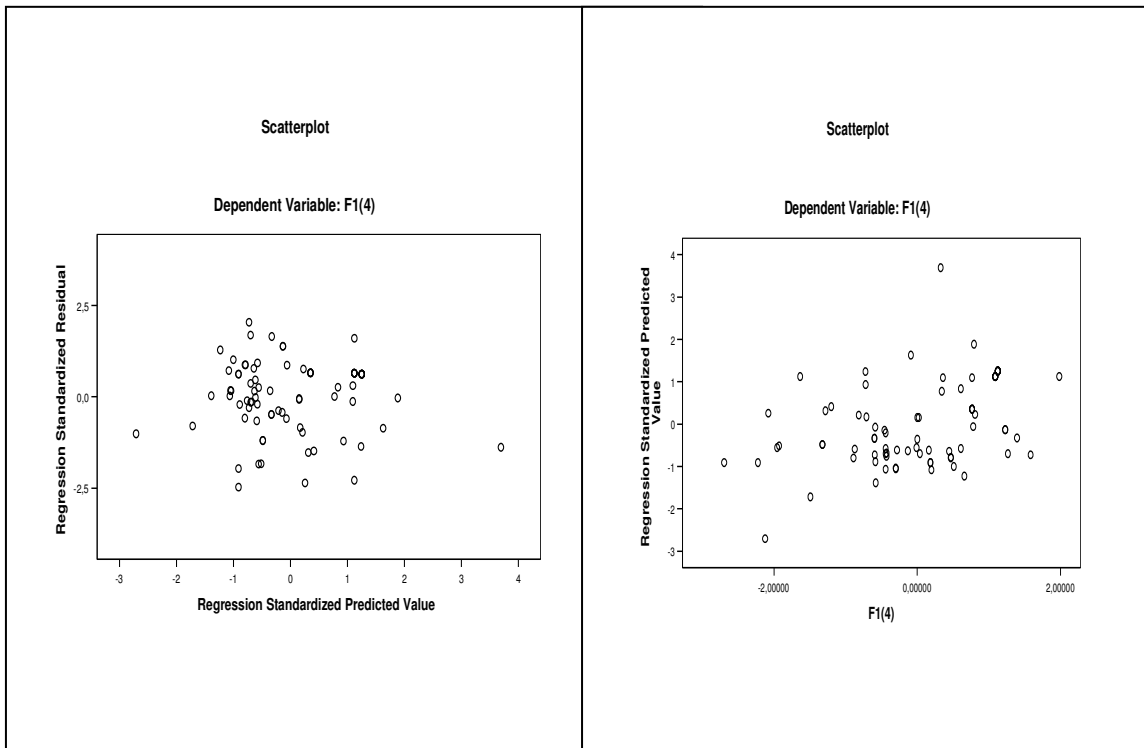 Scatterplot
Dependent Variable: F1(4)
Regression Standardized Residual
2,5
0,0
-2,5
-3
-2
-1
0
1
2
3
4
Regression Standardized Predicted Value
Scatterplot
Dependent Variable: F1(4)
Regression Standardized Predicted
Value
4
3
2
1
0
-1
-2
-3
-2,00000
0,00000
2,00000
F1(4)